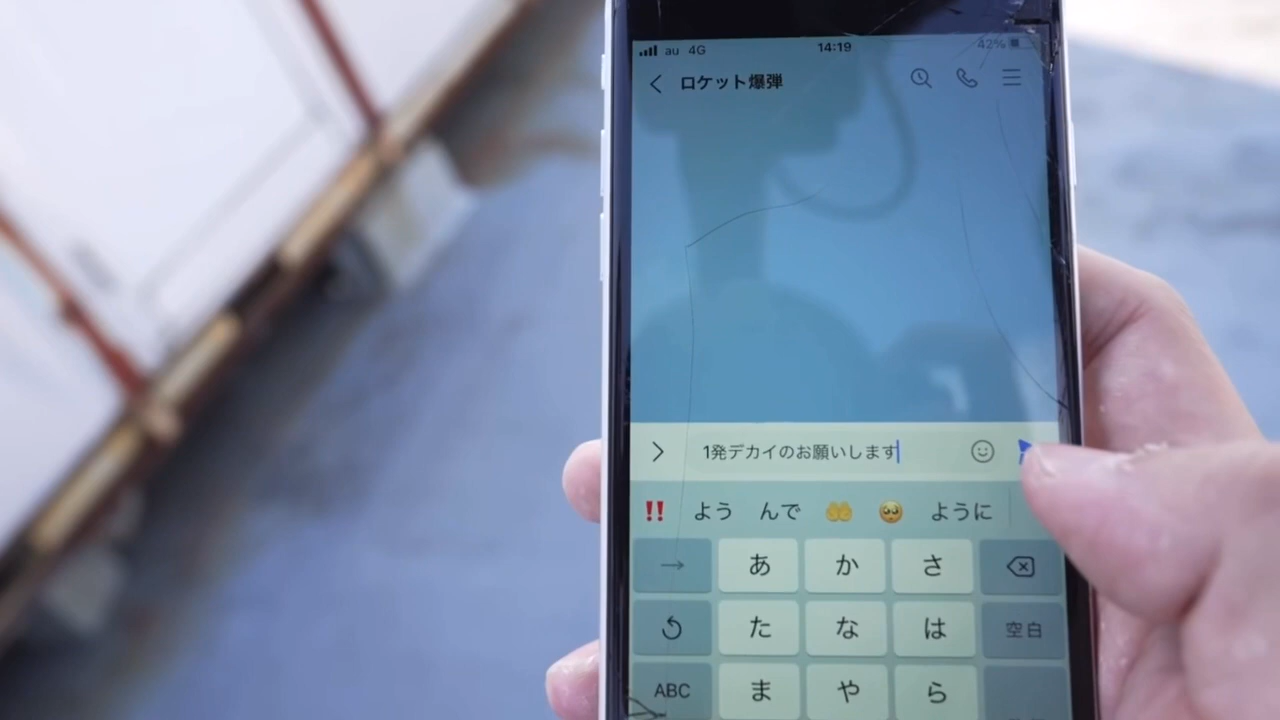 au 4G 14:19 42%
ロケット爆弾
1発デカイのお願いします
‼️ よう んで 🤲 🥺 ように
→ あ か さ
た な は 空白
ABC ま や ら